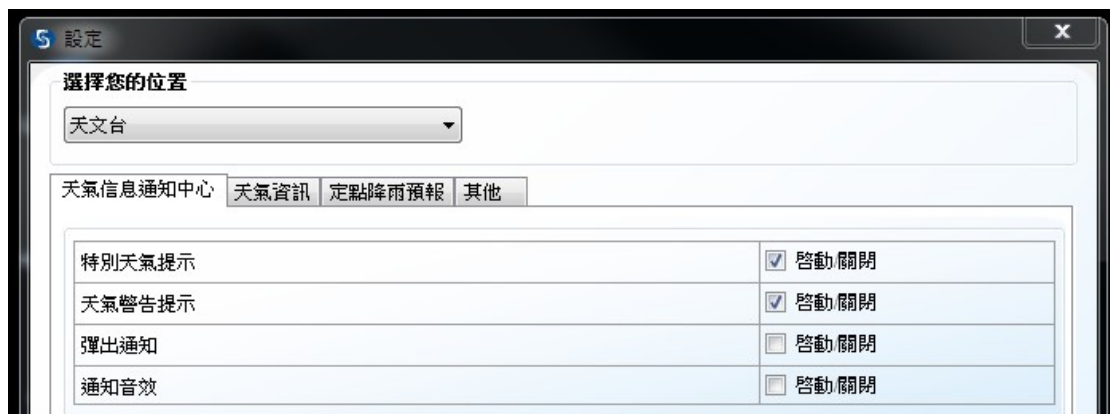 設定
選擇您的位置
天文台
天氣信息通知中心 天氣資訊 定點降雨預報 其他
特別天氣提示 啓動/關閉
天氣警告提示 啓動/關閉
彈出通知 啓動/關閉
通知音效 啓動/關閉